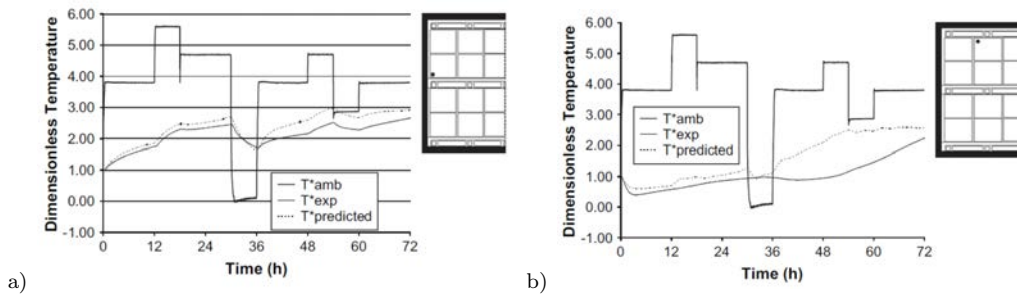 a)
Dimensionless Temperature
6.00
5.00
4.00
3.00
2.00
1.00
0.00
-1.00
T*amb
T*exp
T*predicted
0 12 24 36 48 60 72
Time (h)
b)
Dimensionless Temperature
6.00
5.00
4.00
3.00
2.00
1.00
0.00
-1.00
T*amb
T*exp
T*predicted
0 12 24 36 48 60 72
Time (h)